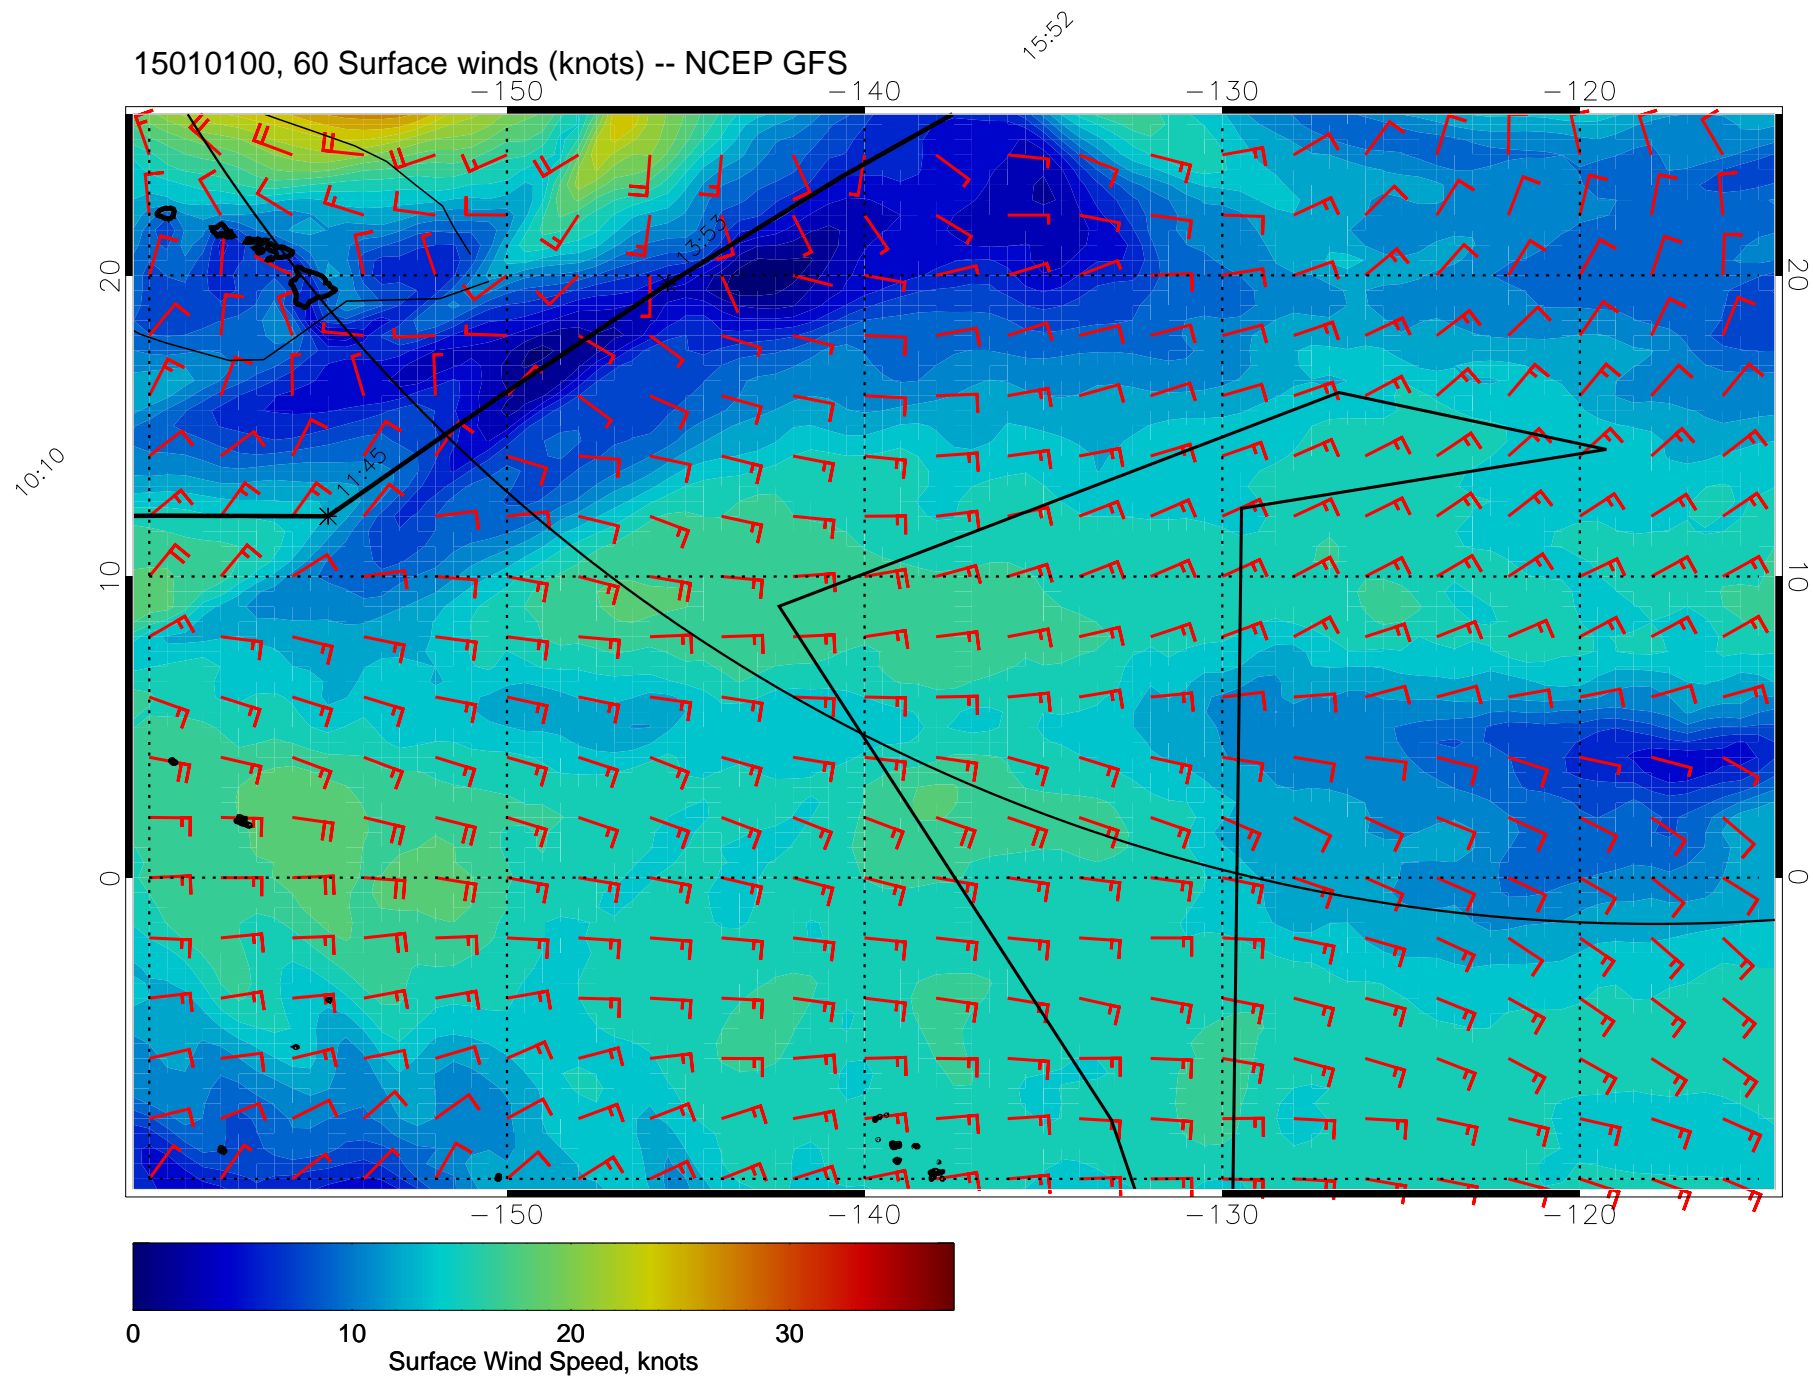 15:52
15010100, 60 Surface winds (knots) -- NCEP GFS
-150 -140 -130 -120
13:53
20 20
11:45
10:10
10 10
0 0
-150 -140 -130 -120
0 10 20 30
Surface Wind Speed, knots